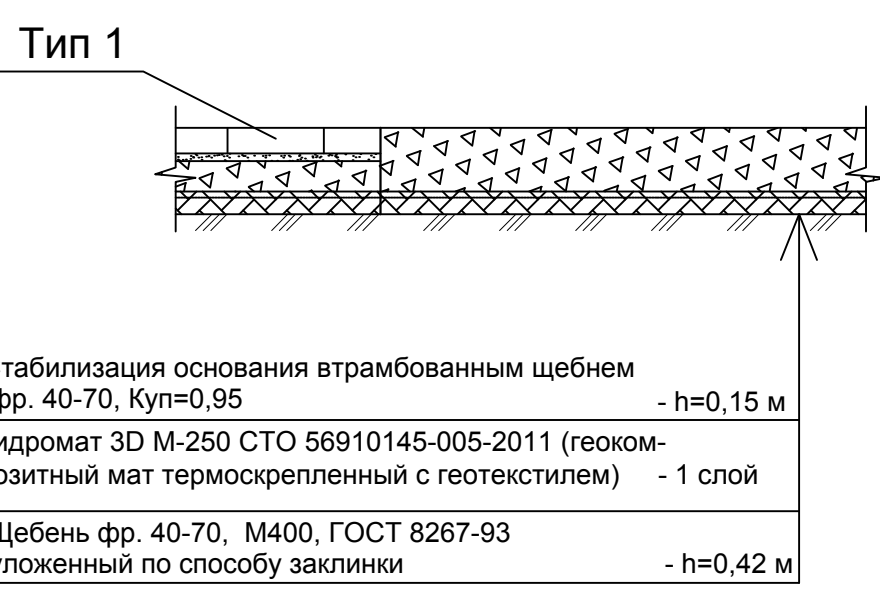 Тип 1
табилизация основания втрамбованным щебнем
фр. 40-70, Куп=0,95 - h=0,15 м
идромат 3D М-250 СТО 56910145-005-2011 (геоком-
озитный мат термоскрепленный с геотекстилем) - 1 слой
Щебень фр. 40-70, М400, ГОСТ 8267-93
уложенный по способу заклинки - h=0,42 м